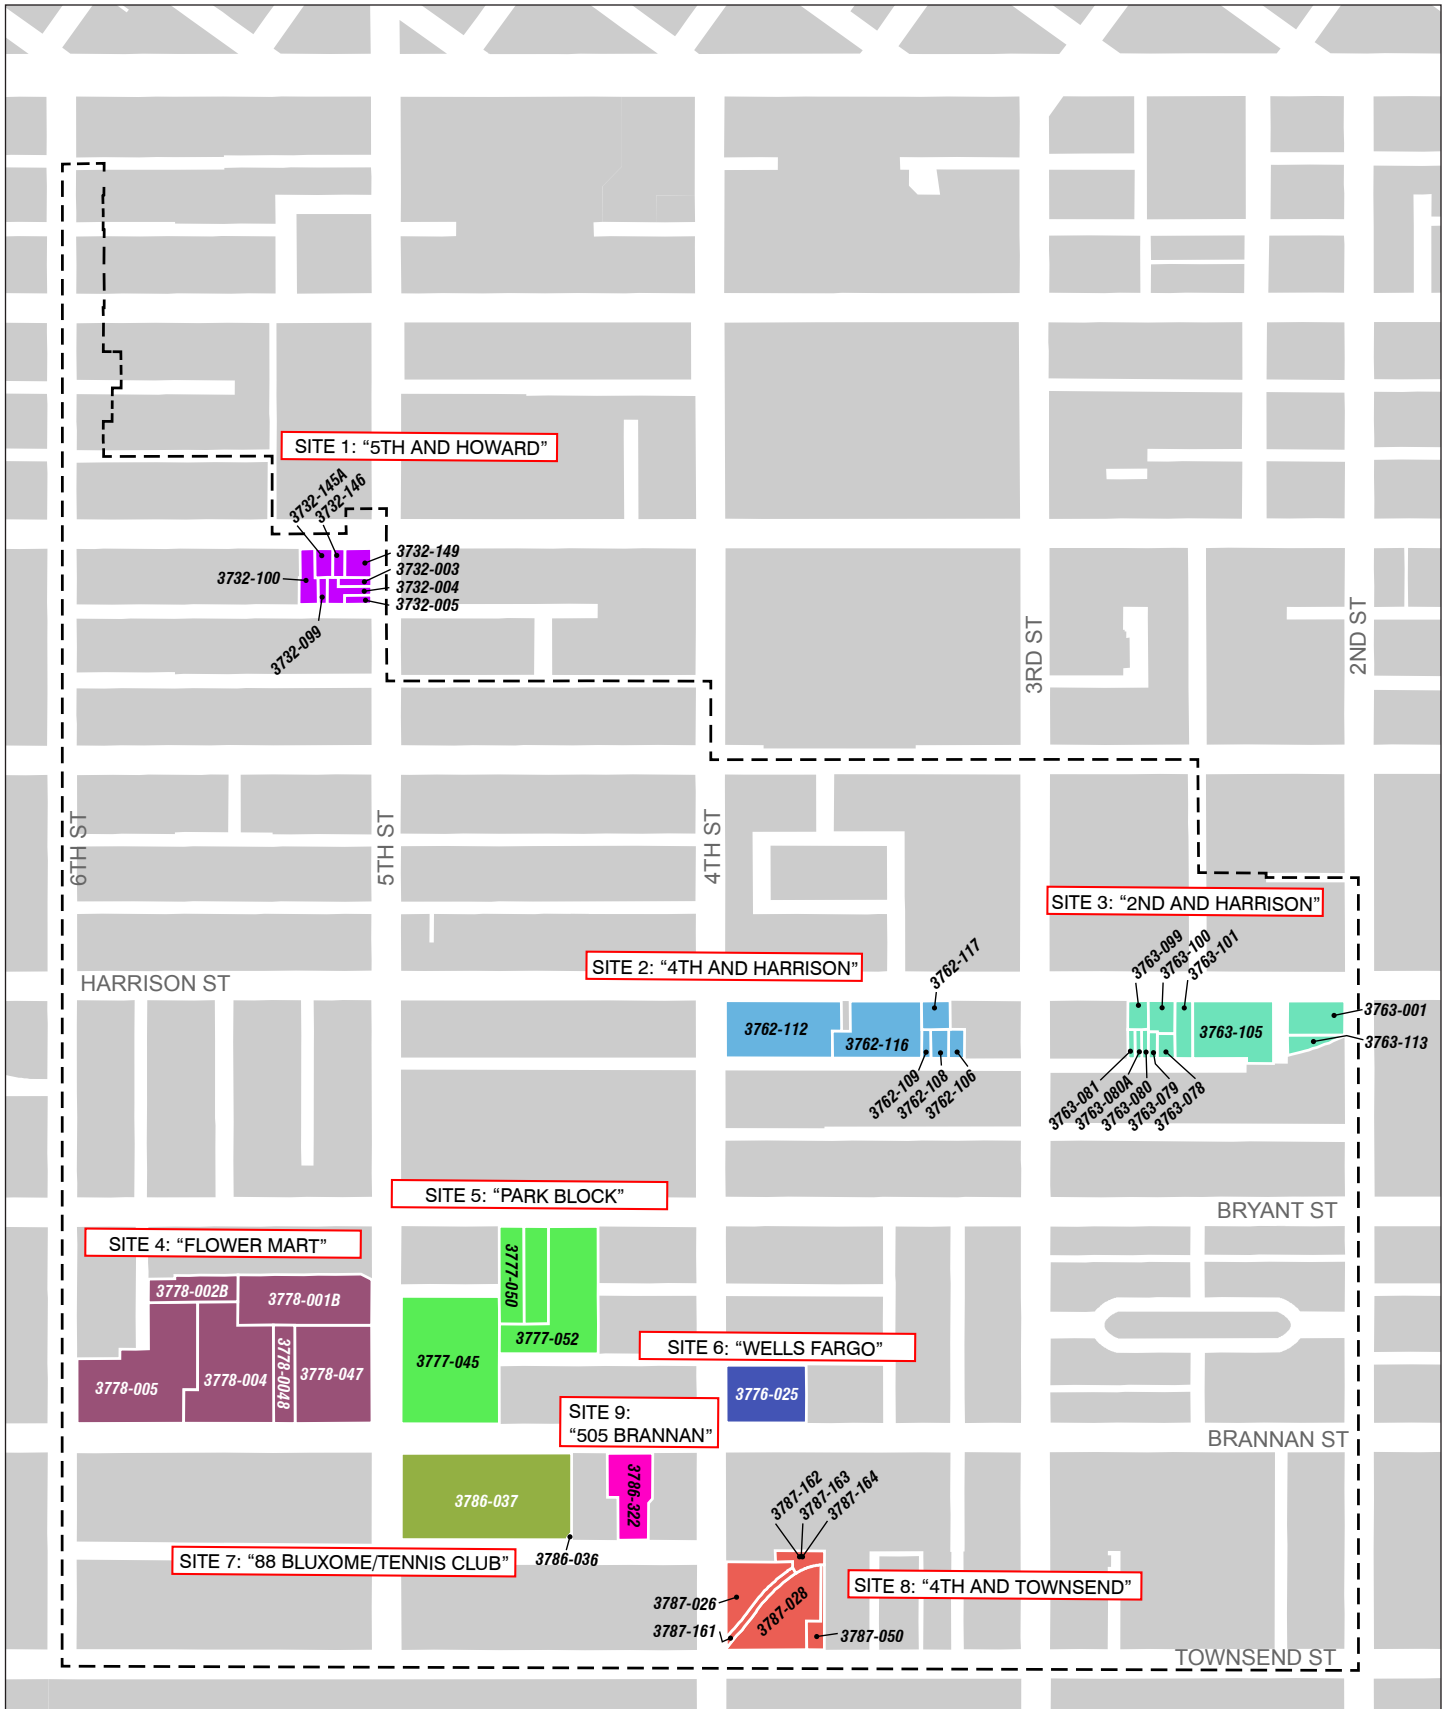 SITE 1: “5TH AND HOWARD”
3732-145A
3732-146
3732-149
3732-003
3732-100
3732-004
3732-005
3732-099
3RD ST
2ND ST
6TH ST
5TH ST
4TH ST
SITE 3: “2ND AND HARRISON”
3763-099
3763-100
3763-101
SITE 2: “4TH AND HARRISON”
3762-117
HARRISON ST
3762-112
3762-116
3763-105
3763-001
3763-113
3762-109
3762-108
3762-106
3763-081
3763-080A
3763-080
3763-079
3763-078
SITE 5: “PARK BLOCK”
BRYANT ST
SITE 4: “FLOWER MART”
3778-002B
3778-001B
3777-050
3777-052
3777-045
SITE 6: “WELLS FARGO”
3778-005
3778-004
3778-0048
3778-047
3776-025
SITE 9:
“505 BRANNAN”
BRANNAN ST
3786-037
3786-322
3787-162
3787-163
3787-164
SITE 7: “88 BLUXOME/TENNIS CLUB”
3786-036
SITE 8: “4TH AND TOWNSEND”
3787-026
3787-028
3787-161
3787-050
TOWNSEND ST